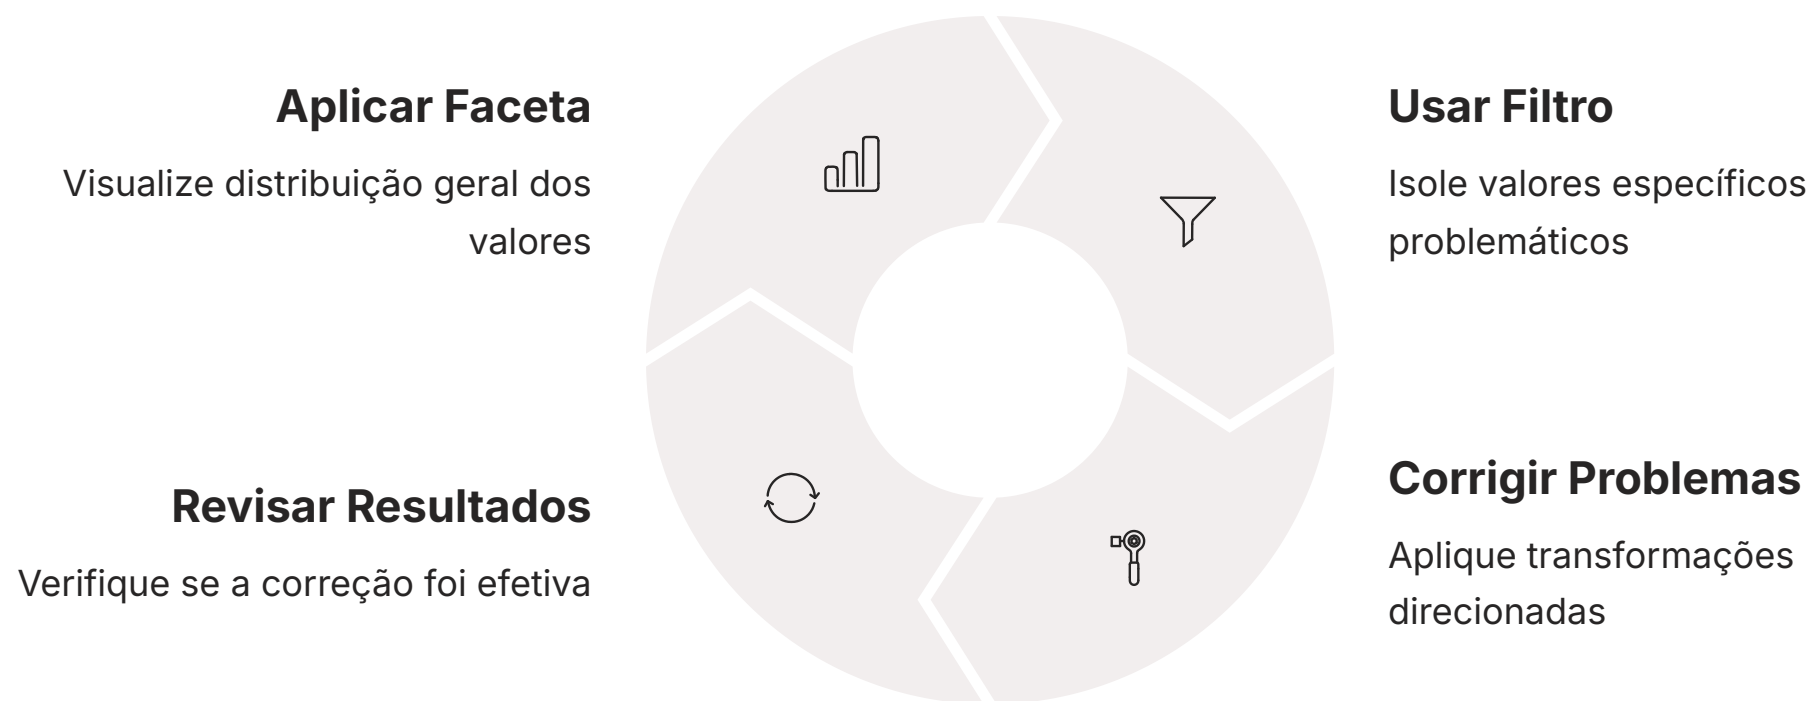 Aplicar Faceta
Visualize distribuição geral dos
valores
Usar Filtro
Isole valores específicos
problemáticos
Corrigir Problemas
Aplique transformações
direcionadas
Revisar Resultados
Verifique se a correção foi efetiva